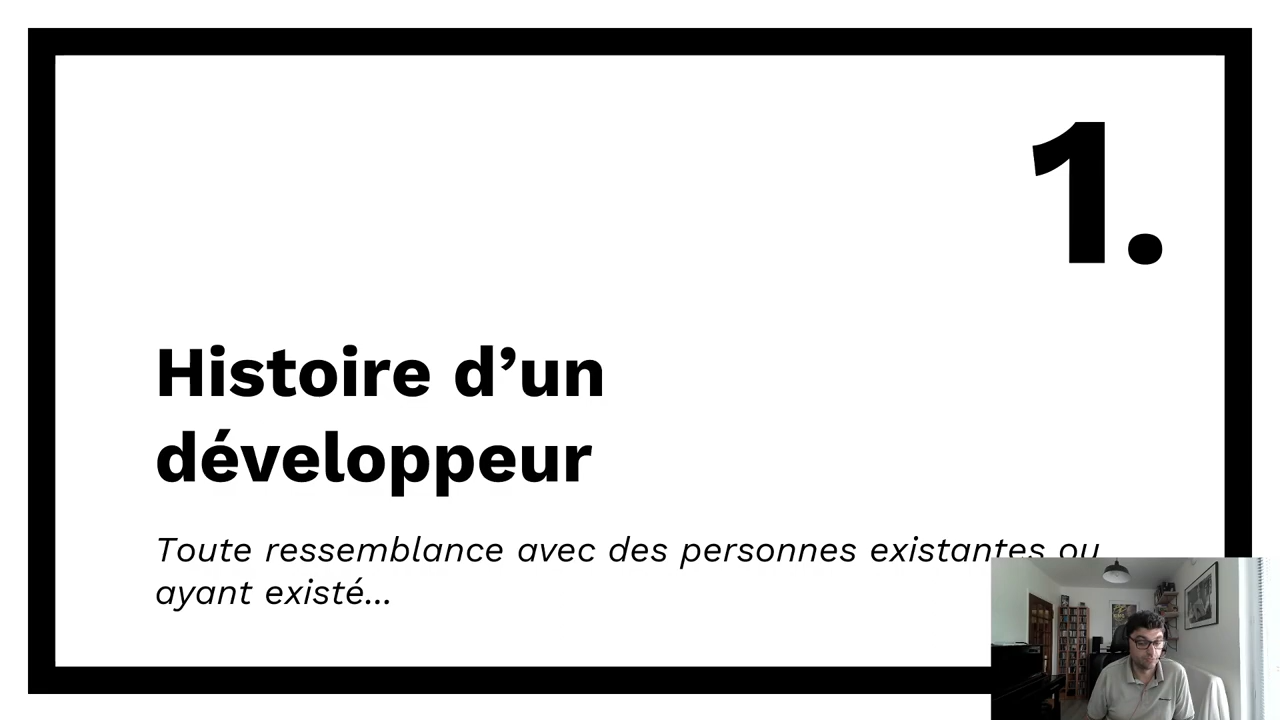 1.
Histoire d’un
développeur
Toute ressemblance avec des personnes existantes ou
ayant existé...